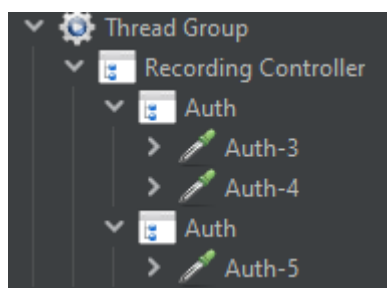 Thread Group
Recording Controller
Auth
Auth-3
Auth-4
Auth
Auth-5